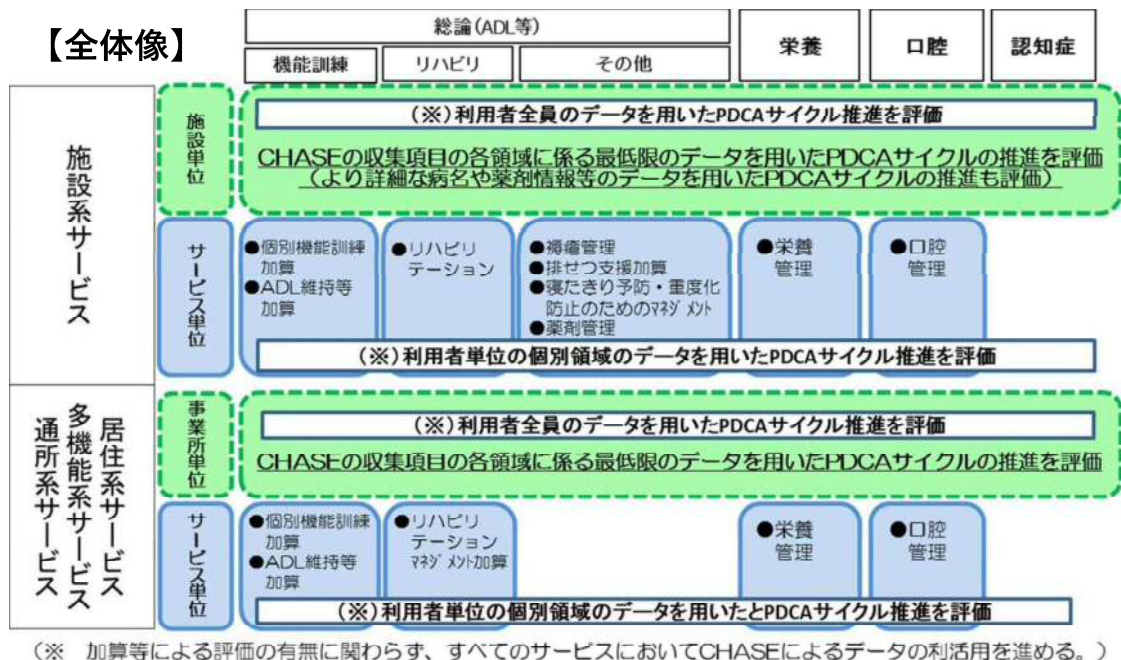 【全体像】
総論(ADL等)
機能訓練
リハビリ
その他
栄養
口腔
認知症
施設系サービス
施設単位
(※)利用者全員のデータを用いたPDCAサイクル推進を評価
CHASEの収集項目の各領域に係る最低限のデータを用いたPDCAサイクルの推進を評価
（より詳細な病名や薬剤情報等のデータを用いたPDCAサイクルの推進も評価）
サービス単位
●個別機能訓練
加算
●ADL維持等
加算
●リハビリ
テーション
●褥瘡管理
●排せつ支援加算
●寝たきり予防・重度化
防止のためのﾏﾈｼﾞﾒﾝﾄ
●薬剤管理
●栄養
管理
●口腔
管理
(※)利用者単位の個別領域のデータを用いたPDCAサイクル推進を評価
居住系サービス
多機能系サービス
通所系サービス
事業所単位
(※)利用者全員のデータを用いたPDCAサイクル推進を評価
CHASEの収集項目の各領域に係る最低限のデータを用いたPDCAサイクルの推進を評価
サービス単位
●個別機能訓練
加算
●ADL維持等
加算
●リハビリ
テーション
ﾏﾈｼﾞﾒﾝﾄ加算
●栄養
管理
●口腔
管理
(※)利用者単位の個別領域のデータを用いたとPDCAサイクル推進を評価
（※　加算等による評価の有無に関わらず、すべてのサービスにおいてCHASEによるデータの利活用を進める。）